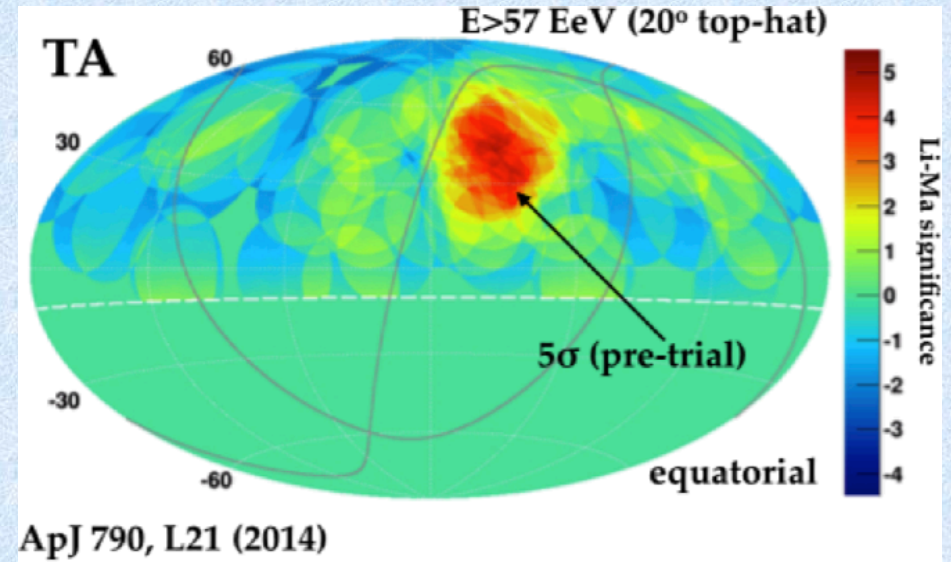 E>57 EeV (20º top-hat)
TA
60
30
-30
-60
5σ (pre-trial)
equatorial
5
4
3
2
1
0
-1
-2
-3
-4
Li-Ma significance
ApJ 790, L21 (2014)